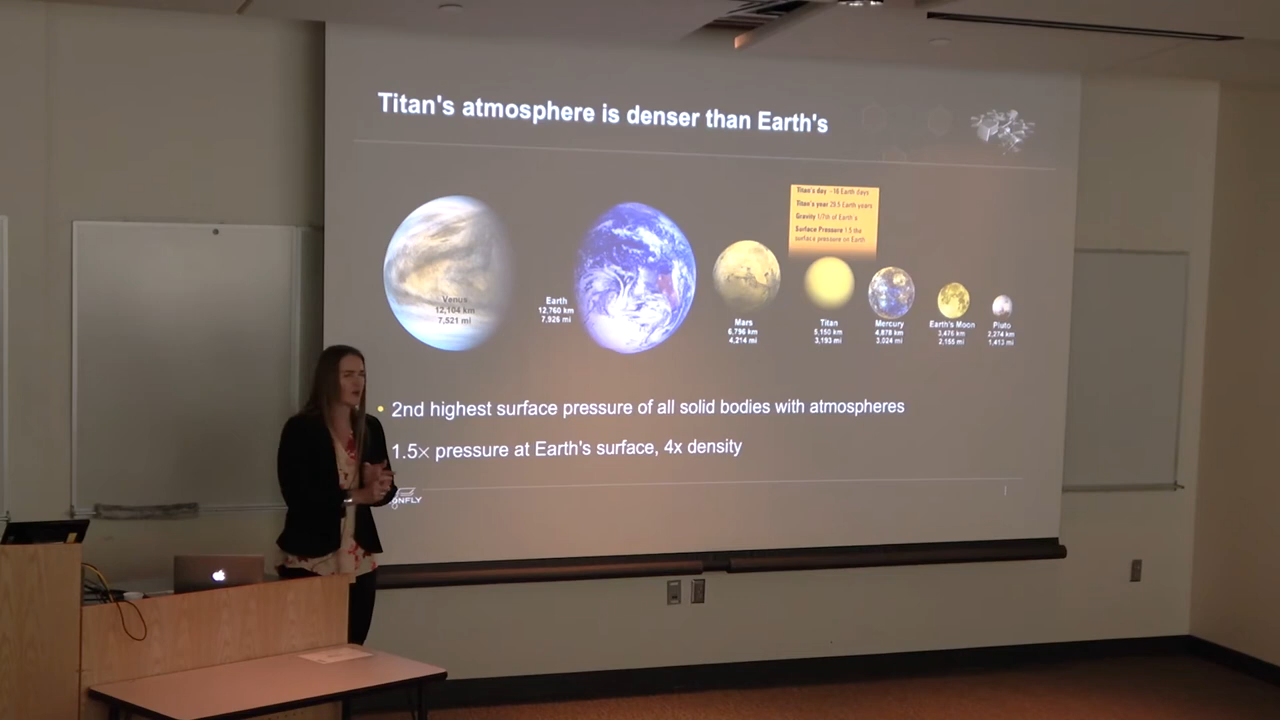 Titan's atmosphere is denser than Earth's
Titan's day ~16 Earth days
Titan's year 29.5 Earth years
Gravity 1/7th of Earth's
Surface Pressure 1.5 the
surface pressure on Earth
Venus
12,104 km
7,521 mi
Earth
12,760 km
7,926 mi
Mars
6,796 km
4,214 mi
Titan
5,150 km
3,193 mi
Mercury
4,878 km
3,024 mi
Earth's Moon
3,476 km
2,155 mi
Pluto
2,274 km
1,413 mi
• 2nd highest surface pressure of all solid bodies with atmospheres
1.5× pressure at Earth's surface, 4x density
ONFLY